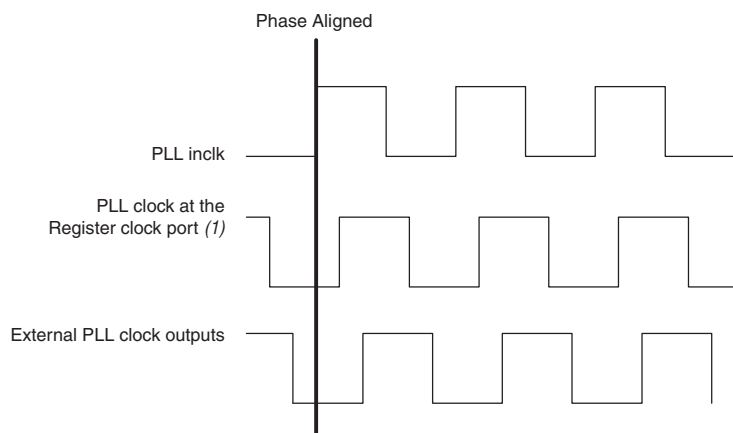 Phase Aligned
PLL inclk
PLL clock at the
Register clock port (1)
External PLL clock outputs